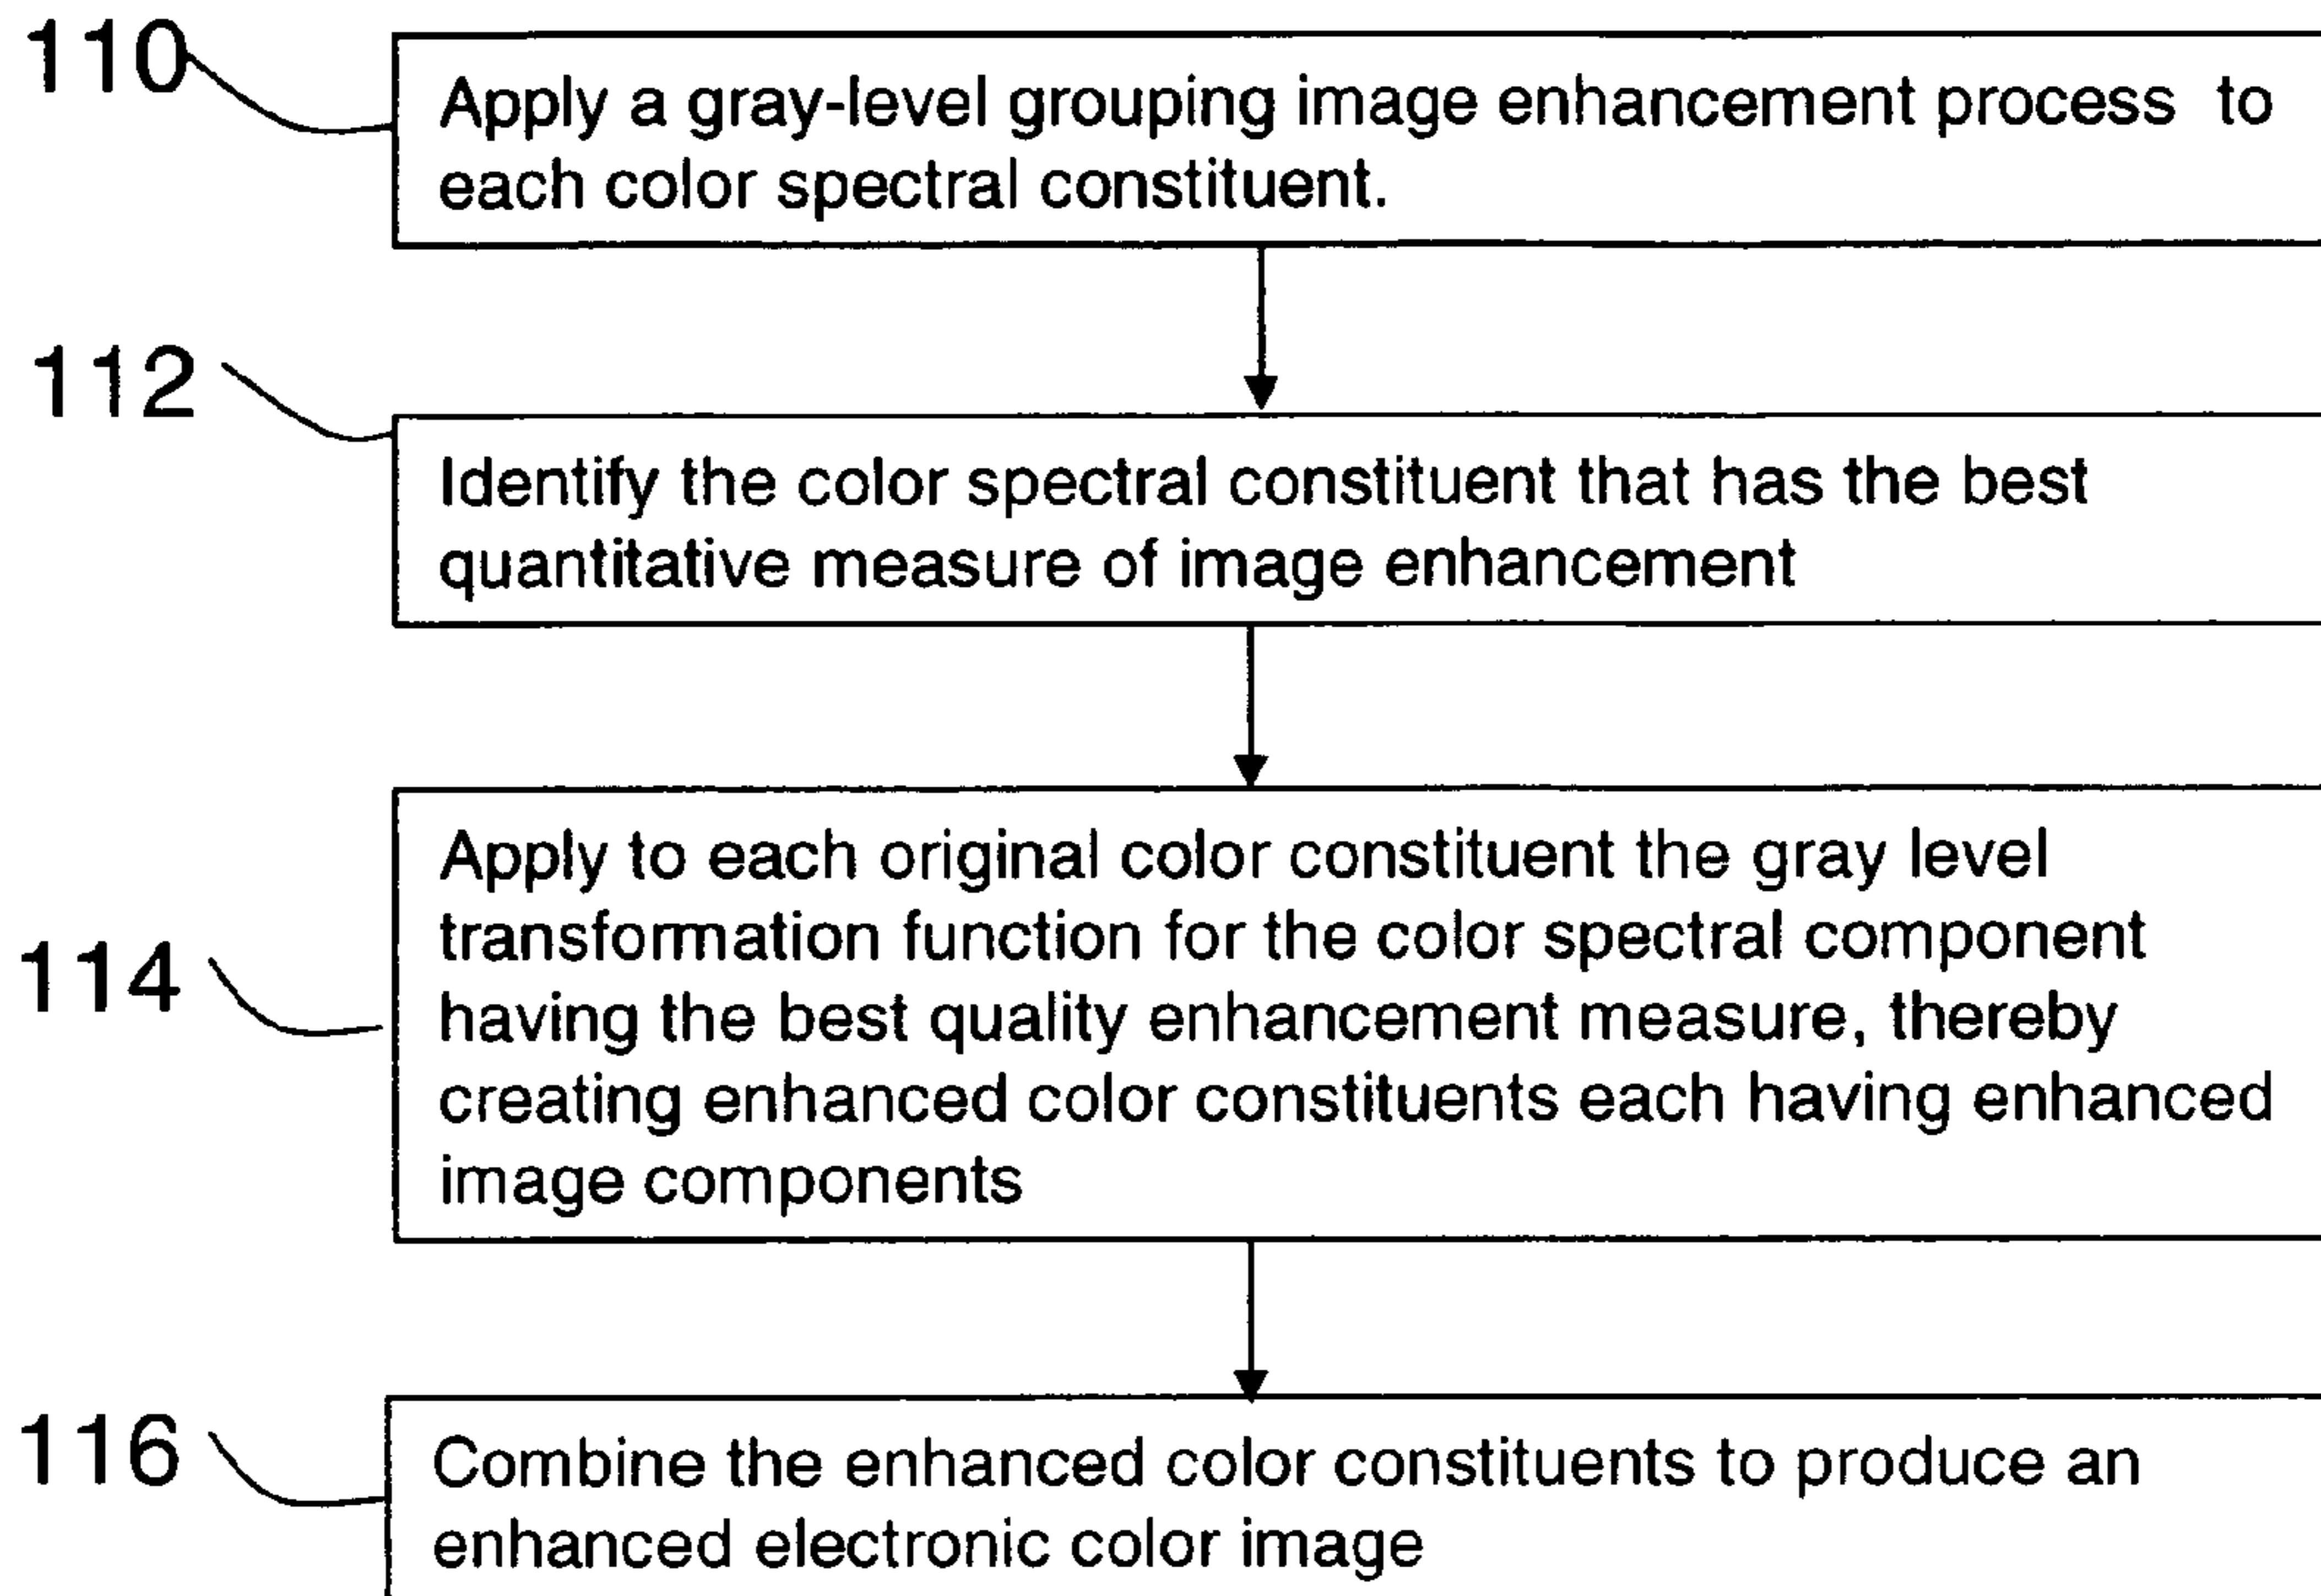 110
Apply a gray-level grouping image enhancement process to
each color spectral constituent.
112
Identify the color spectral constituent that has the best
quantitative measure of image enhancement
Apply to each original color constituent the gray level
transformation function for the color spectral component
114
having the best quality enhancement measure, thereby
creating enhanced color constituents each having enhanced
image components
116
Combine the enhanced color constituents to produce an
enhanced electronic color image